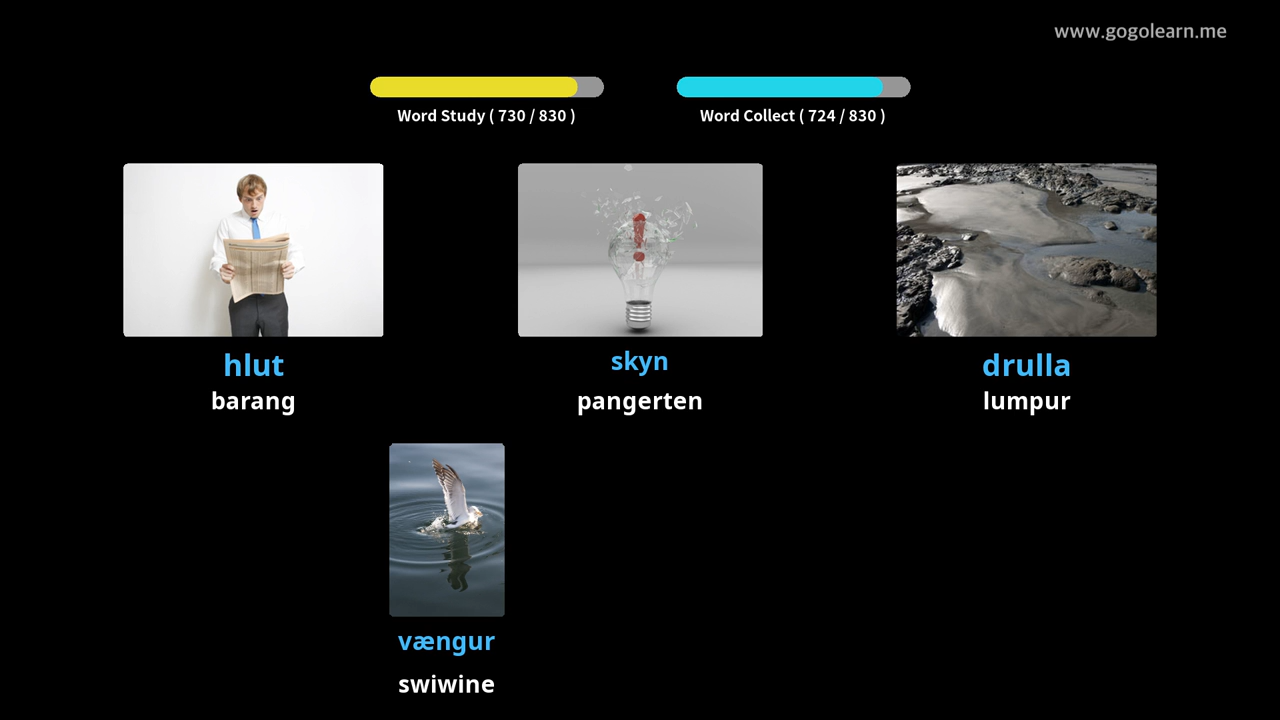 www.gogolearn.me
Word Study ( 730 / 830 )
Word Collect ( 724 / 830 )
hlut
barang
skyn
pangerten
drulla
lumpur
vængur
swiwine